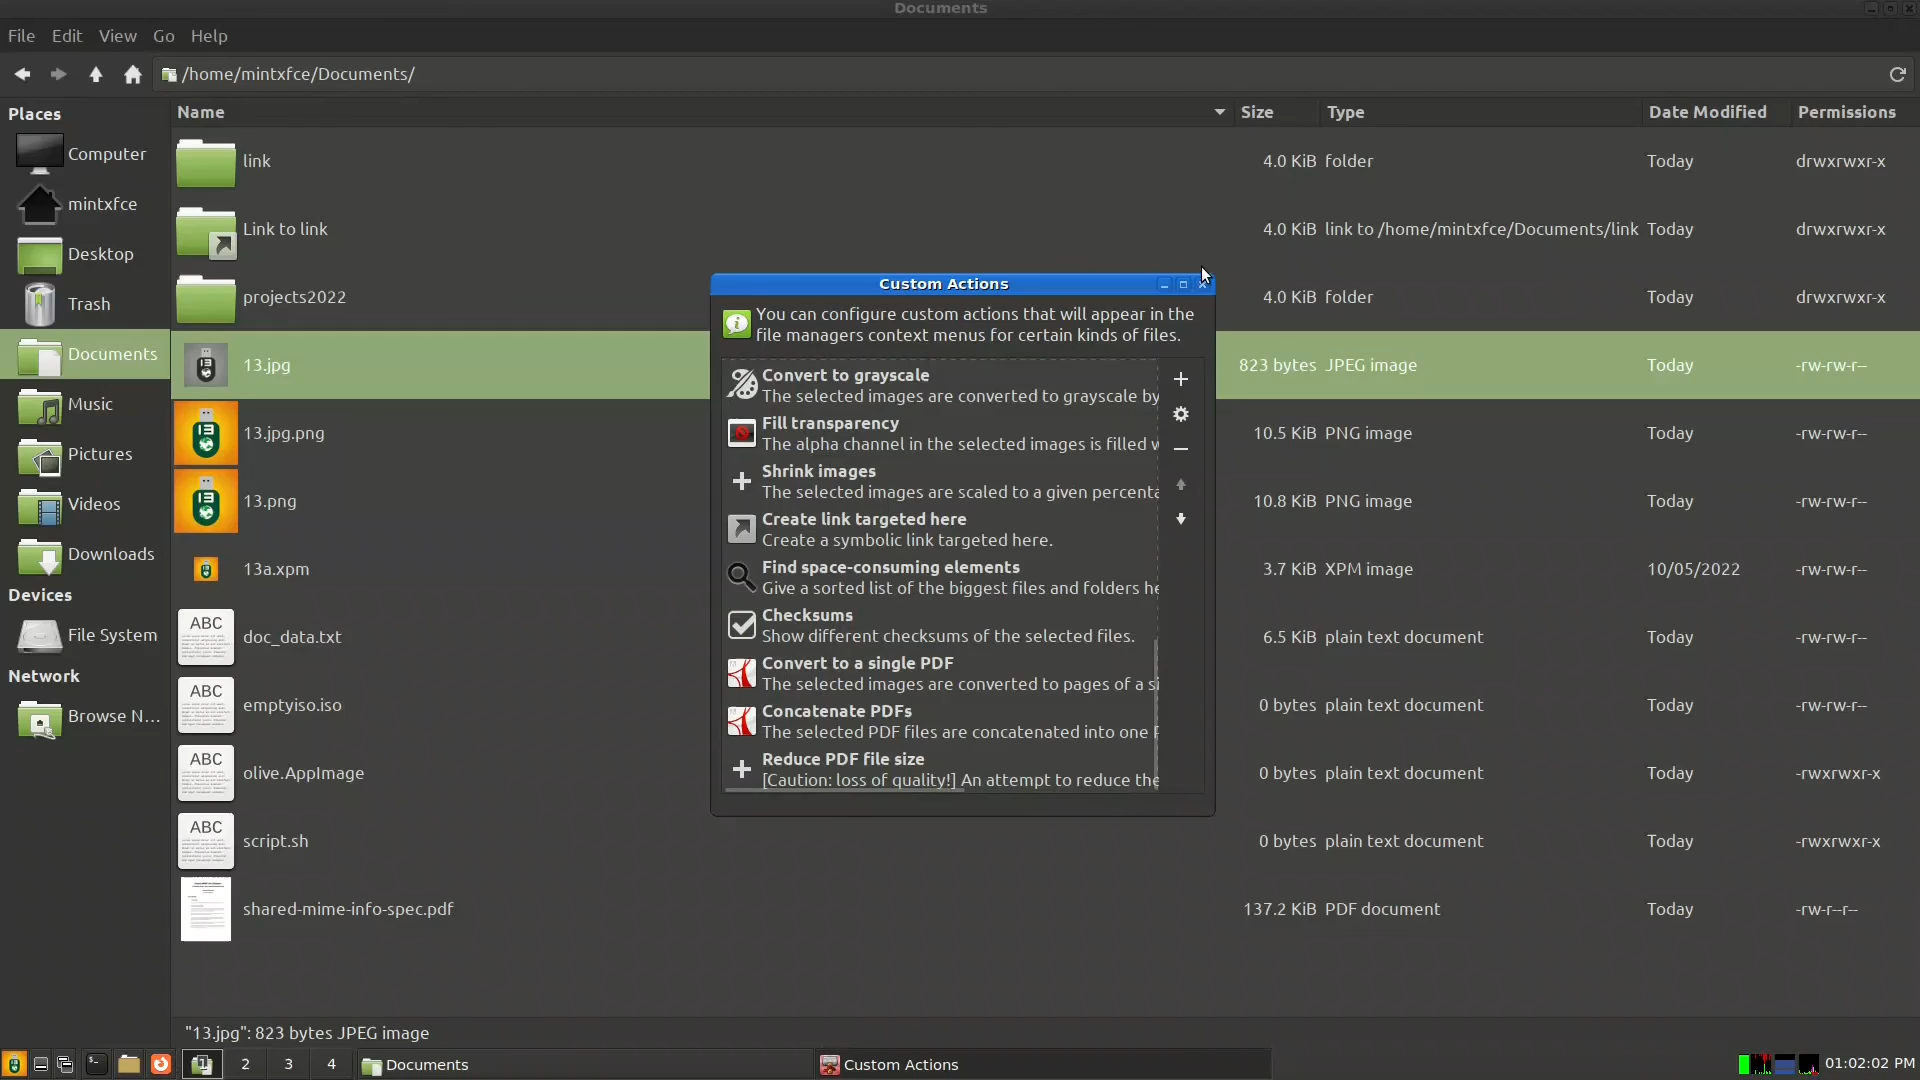 Documents
File Edit View Go Help
/home/mintxfce/Documents/
Places
Computer
mintxfce
Desktop
Trash
Documents
Music
Pictures
Videos
Downloads
Devices
File System
Network
Browse N...
Name Size Type Date Modified Permissions
link 4.0 KiB folder Today drwxrwxr-x
Link to link 4.0 KiB link to /home/mintxfce/Documents/link Today drwxrwxr-x
projects2022 4.0 KiB folder Today drwxrwxr-x
13.jpg 823 bytes JPEG image Today -rw-rw-r--
13.jpg.png 10.5 KiB PNG image Today -rw-rw-r--
13.png 10.8 KiB PNG image Today -rw-rw-r--
13a.xpm 3.7 KiB XPM image 10/05/2022 -rw-rw-r--
ABC doc_data.txt 6.5 KiB plain text document Today -rw-rw-r--
ABC emptyiso.iso 0 bytes plain text document Today -rw-rw-r--
ABC olive.AppImage 0 bytes plain text document Today -rwxrwxr-x
ABC script.sh 0 bytes plain text document Today -rwxrwxr-x
shared-mime-info-spec.pdf 137.2 KiB PDF document Today -rw-r--r--
Custom Actions
You can configure custom actions that will appear in the
file managers context menus for certain kinds of files.
Convert to grayscale
The selected images are converted to grayscale by
Fill transparency
The alpha channel in the selected images is filled
Shrink images
The selected images are scaled to a given percenta
Create link targeted here
Create a symbolic link targeted here.
Find space-consuming elements
Give a sorted list of the biggest files and folders he
Checksums
Show different checksums of the selected files.
Convert to a single PDF
The selected images are converted to pages of a si
Concatenate PDFs
The selected PDF files are concatenated into one
Reduce PDF file size
[Caution: loss of quality!] An attempt to reduce the
"13.jpg": 823 bytes JPEG image
1 2 3 4 Documents Custom Actions 01:02:02 PM